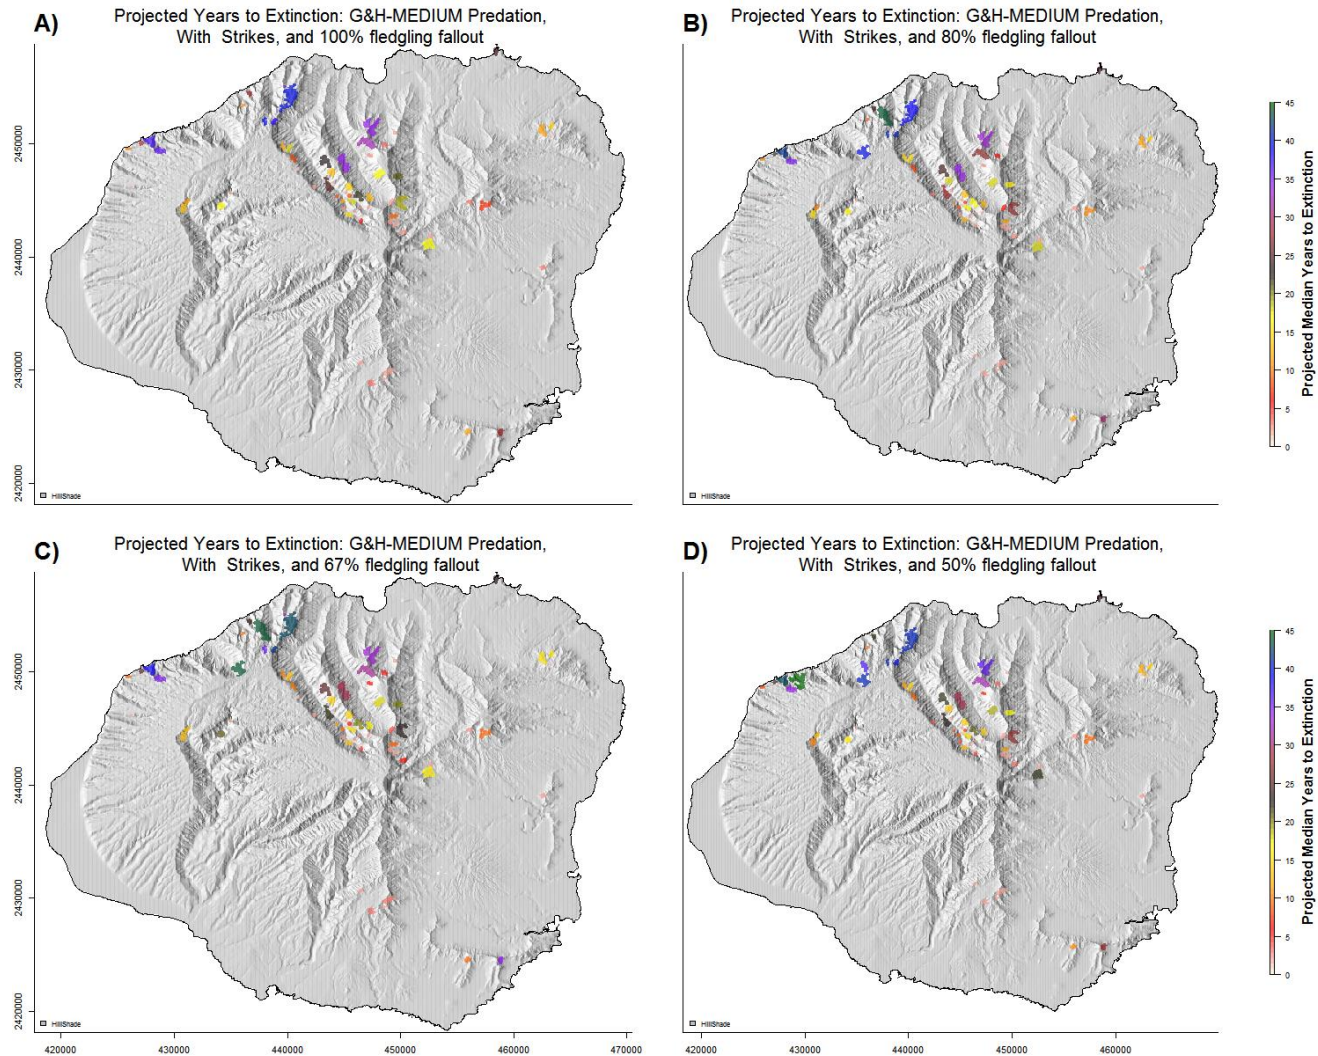 A)
Projected Years to Extinction: G&H-MEDIUM Predation,
With Strikes, and 100% fledgling fallout
2450000
2440000
2430000
2420000
HillShade
B)
Projected Years to Extinction: G&H-MEDIUM Predation,
With Strikes, and 80% fledgling fallout
HillShade
45
40
35
30
25
20
15
10
5
0
Projected Median Years to Extinction
C)
Projected Years to Extinction: G&H-MEDIUM Predation,
With Strikes, and 67% fledgling fallout
2450000
2440000
2430000
2420000
HillShade
420000
430000
440000
450000
460000
470000
D)
Projected Years to Extinction: G&H-MEDIUM Predation,
With Strikes, and 50% fledgling fallout
HillShade
420000
430000
440000
450000
460000
45
40
35
30
25
20
15
10
5
0
Projected Median Years to Extinction